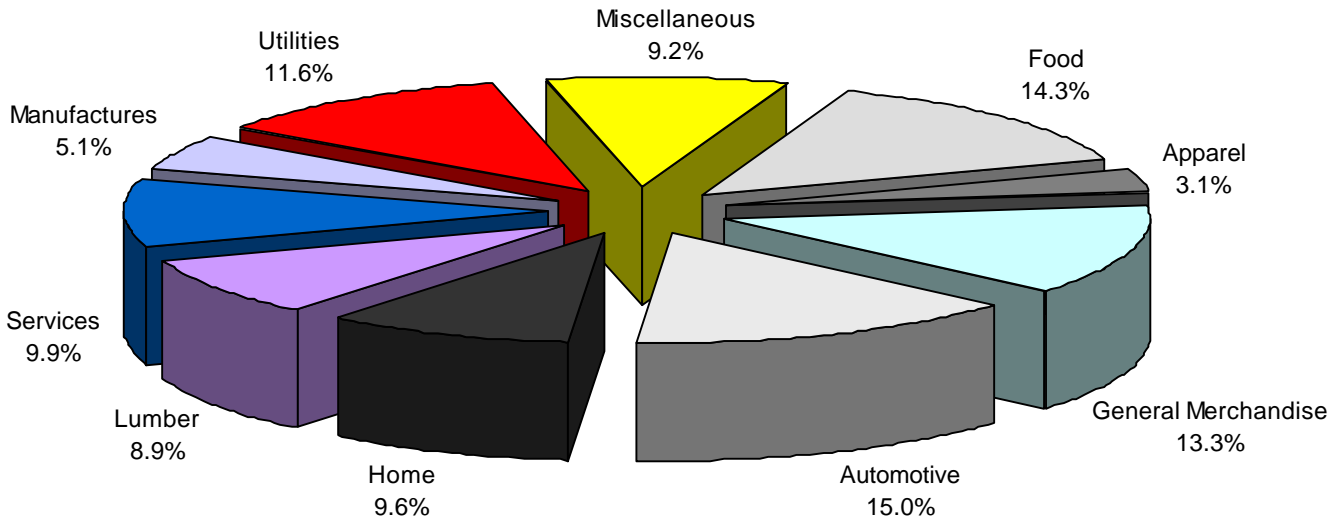 Miscellaneous
9.2%
Utilities
11.6%
Food
14.3%
Manufactures
5.1%
Apparel
3.1%
Services
9.9%
General Merchandise
13.3%
Lumber
8.9%
Home
9.6%
Automotive
15.0%